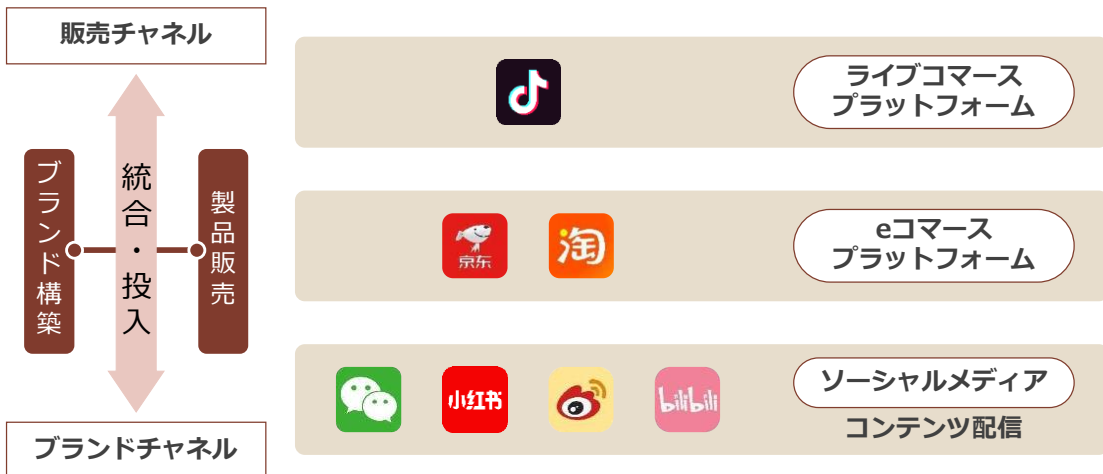 販売チャネル
ブランド構築
統合・投入
製品販売
ブランドチャネル
ライブコマース
プラットフォーム
京东
淘
eコマース
プラットフォーム
小红书
bilibili
ソーシャルメディア
コンテンツ配信